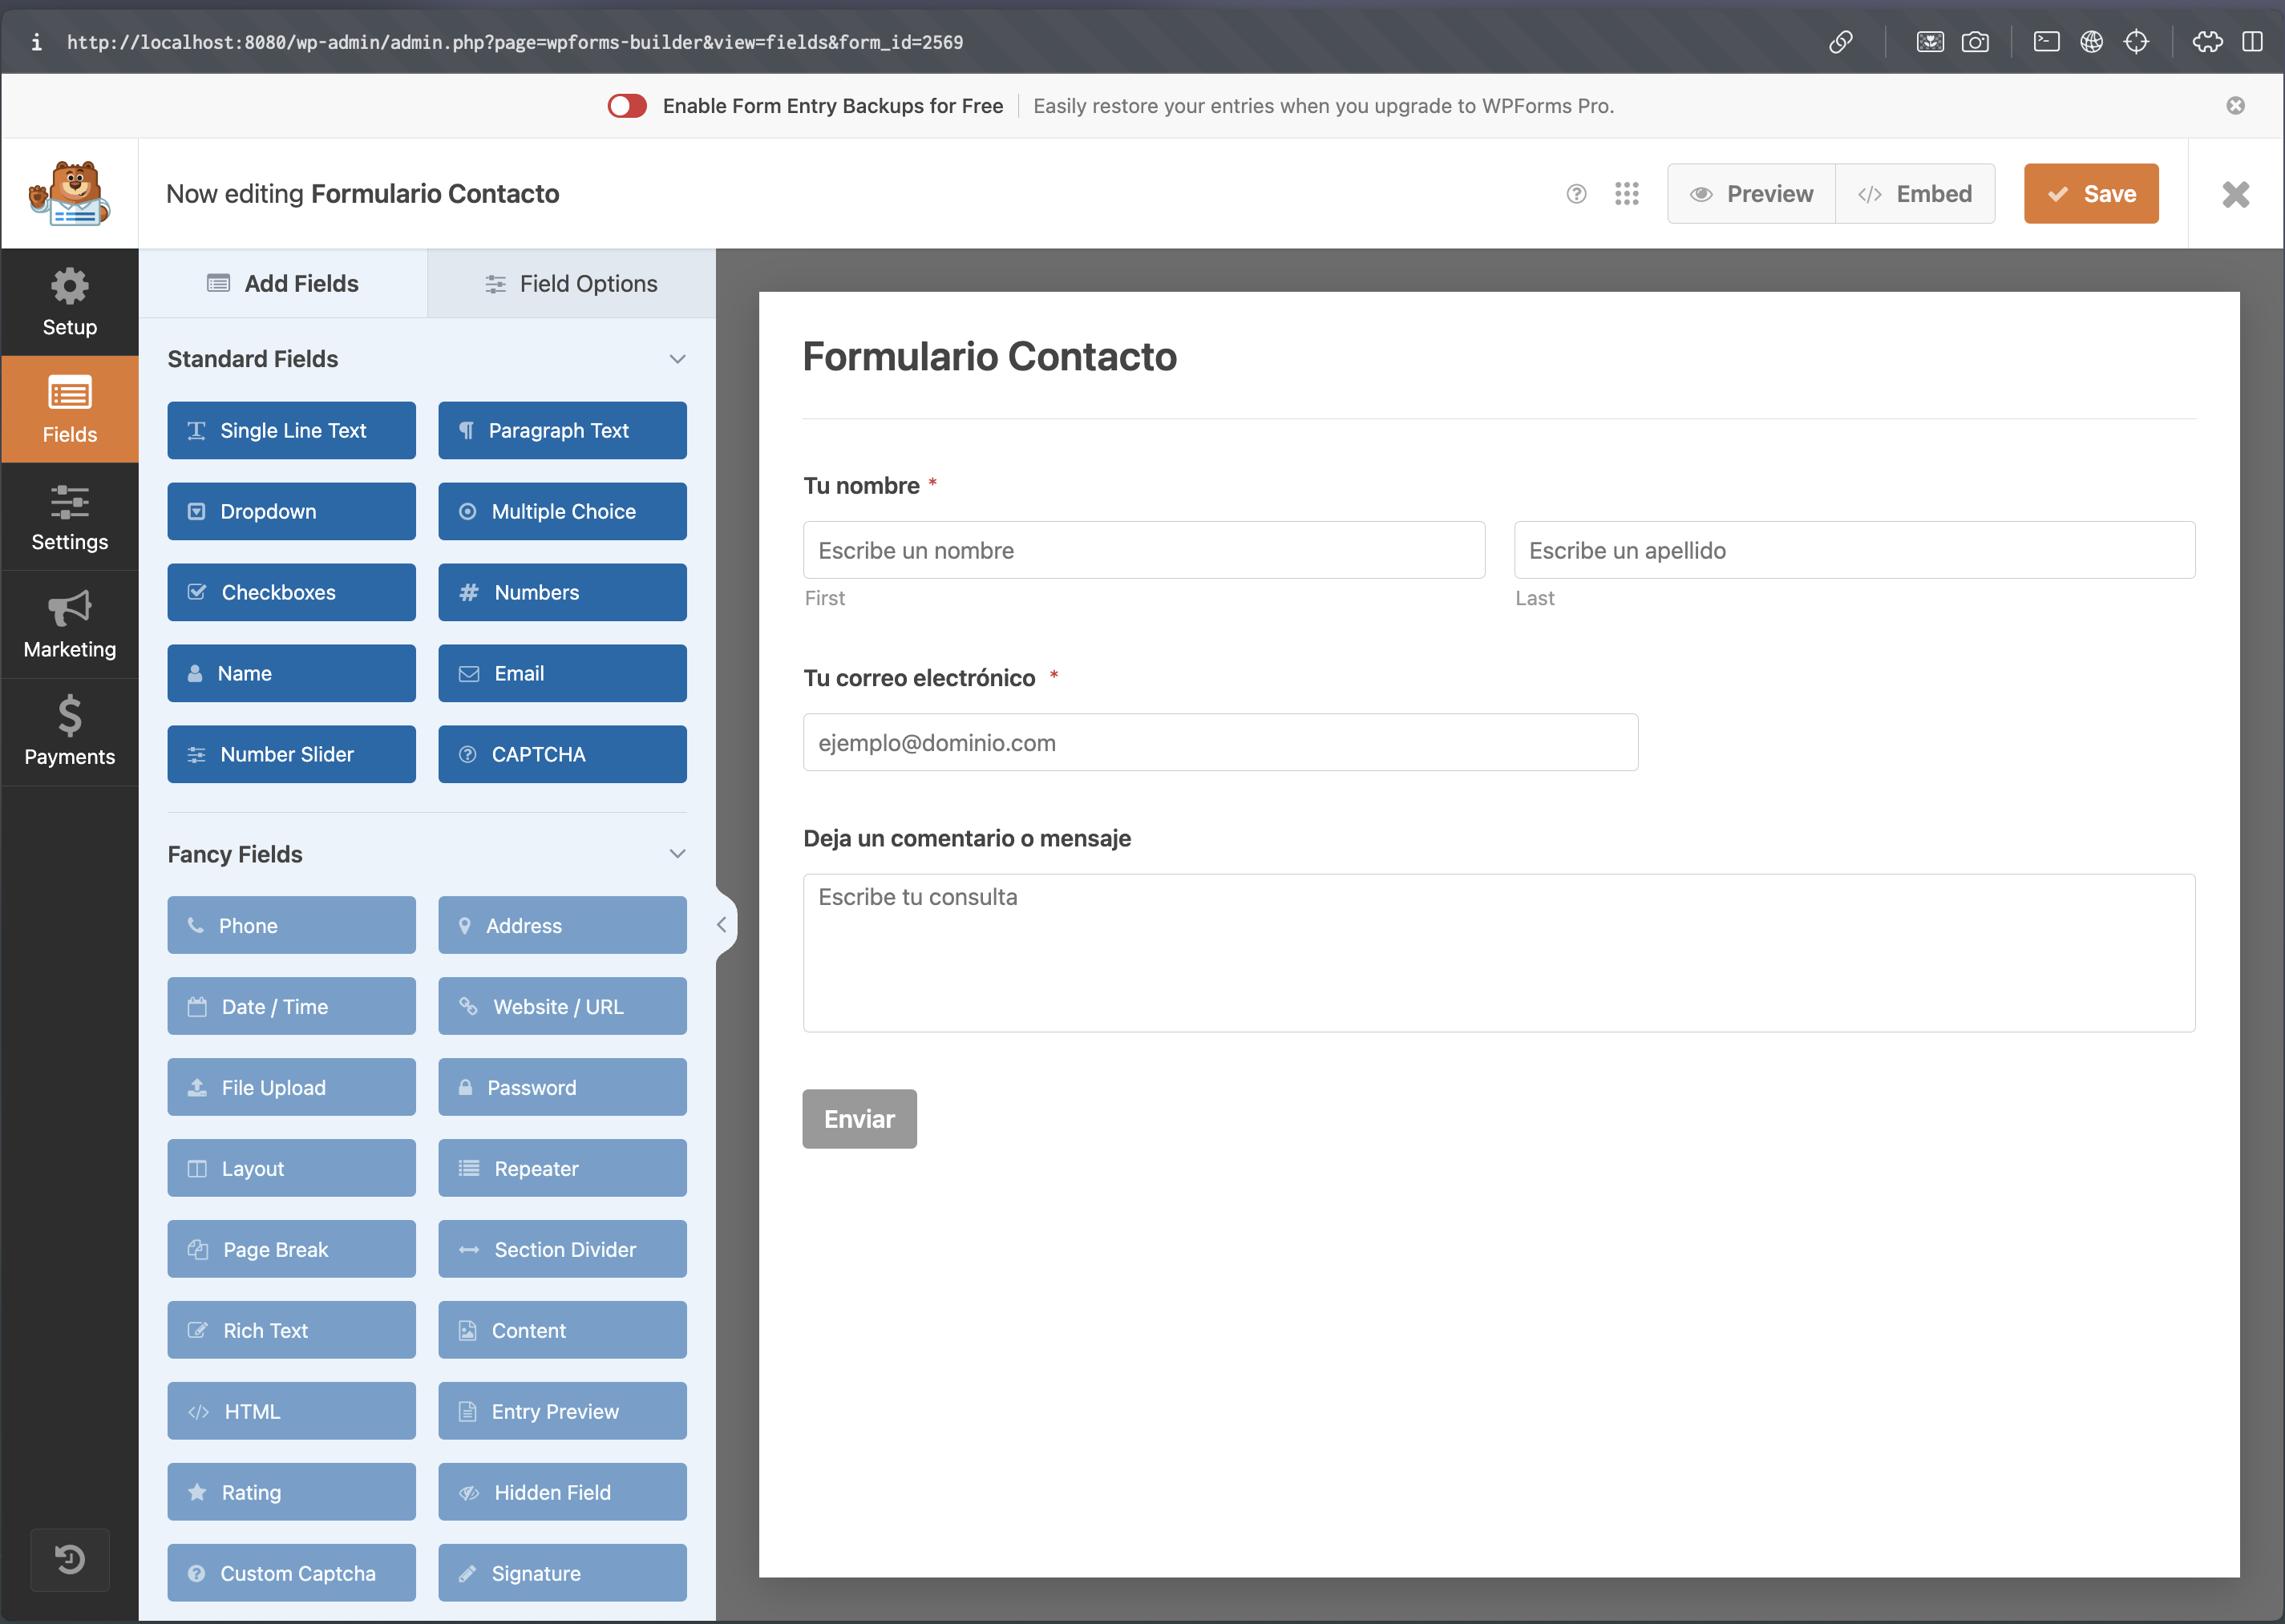 http://localhost:8080/wp-admin/admin.php?page=wpforms-builder&view=fields&form_id=2569
Enable Form Entry Backups for Free
Easily restore your entries when you upgrade to WPForms Pro.
Now editing Formulario Contacto
Preview
Embed
Save
Setup
Fields
Settings
Marketing
Payments
Add Fields
Field Options
Standard Fields
Single Line Text
Paragraph Text
Dropdown
Multiple Choice
Checkboxes
Numbers
Name
Email
Number Slider
CAPTCHA
Fancy Fields
Phone
Address
Date / Time
Website / URL
File Upload
Password
Layout
Repeater
Page Break
Section Divider
Rich Text
Content
HTML
Entry Preview
Rating
Hidden Field
Custom Captcha
Signature
Formulario Contacto
Tu nombre *
Escribe un nombre
Escribe un apellido
First
Last
Tu correo electrónico *
ejemplo@dominio.com
Deja un comentario o mensaje
Escribe tu consulta
Enviar